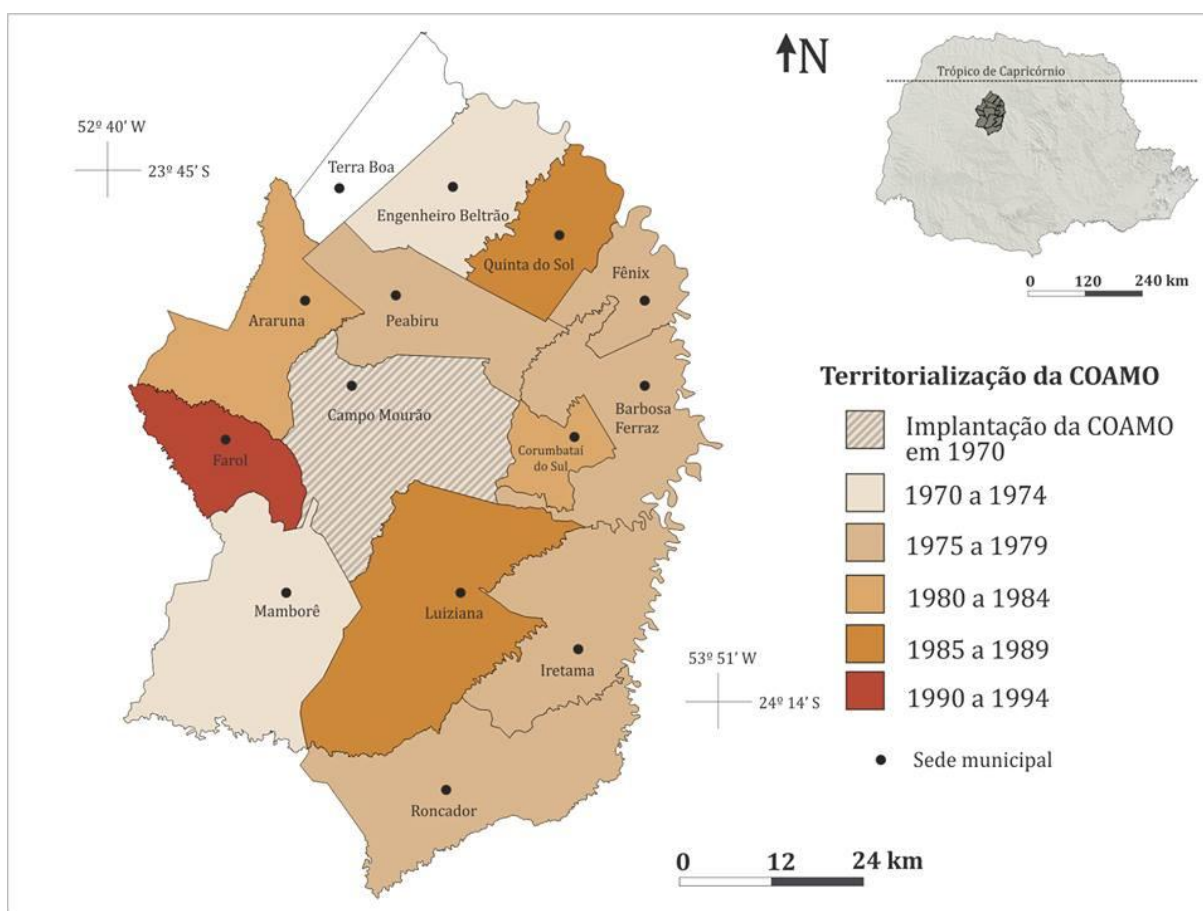 N
Trópico de Capricórnio
52º 40' W
23º 45' S
Terra Boa
Engenheiro Beltrão
Quinta do Sol
Fênix
Araruna
Peabiru
0 120 240 km
Campo Mourão
Barbosa
Ferraz
Corumbataí
do Sul
Farol
Mamborê
Luiziana
Iretama
53º 51' W
24º 14' S
Roncador
0 12 24 km
Territorialização da COAMO
Implantação da COAMO
em 1970
1970 a 1974
1975 a 1979
1980 a 1984
1985 a 1989
1990 a 1994
Sede municipal